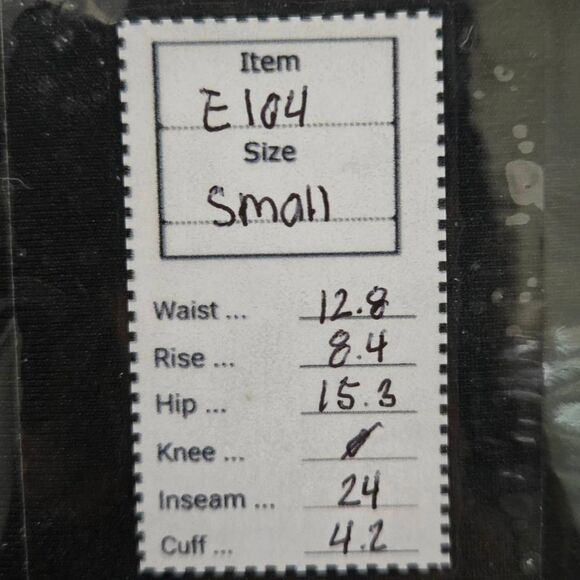 Item
E104
Size
Small
Waist ... 12.8
Rise ... 8.4
Hip ... 15.3
Knee ...
Inseam ... 24
Cuff ... 4.2